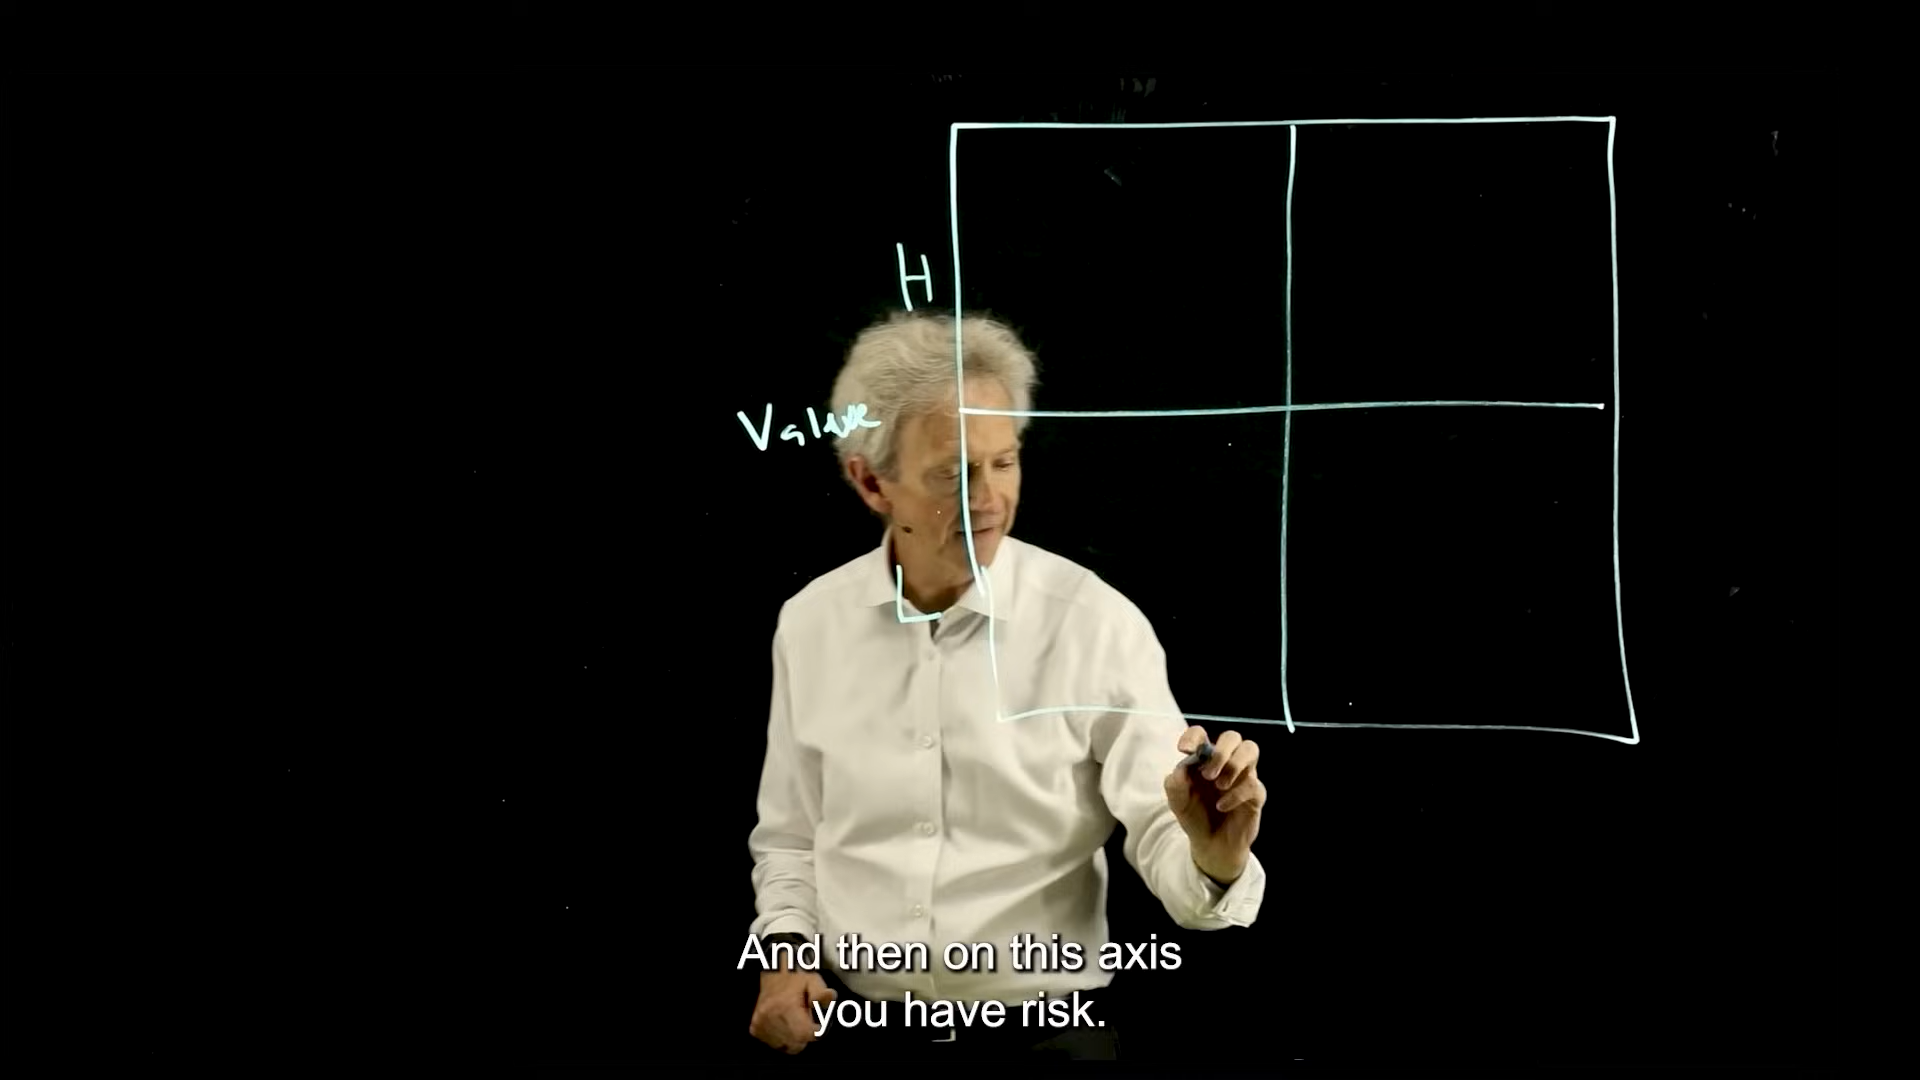 H
Value
L
And then on this axis
you have risk.